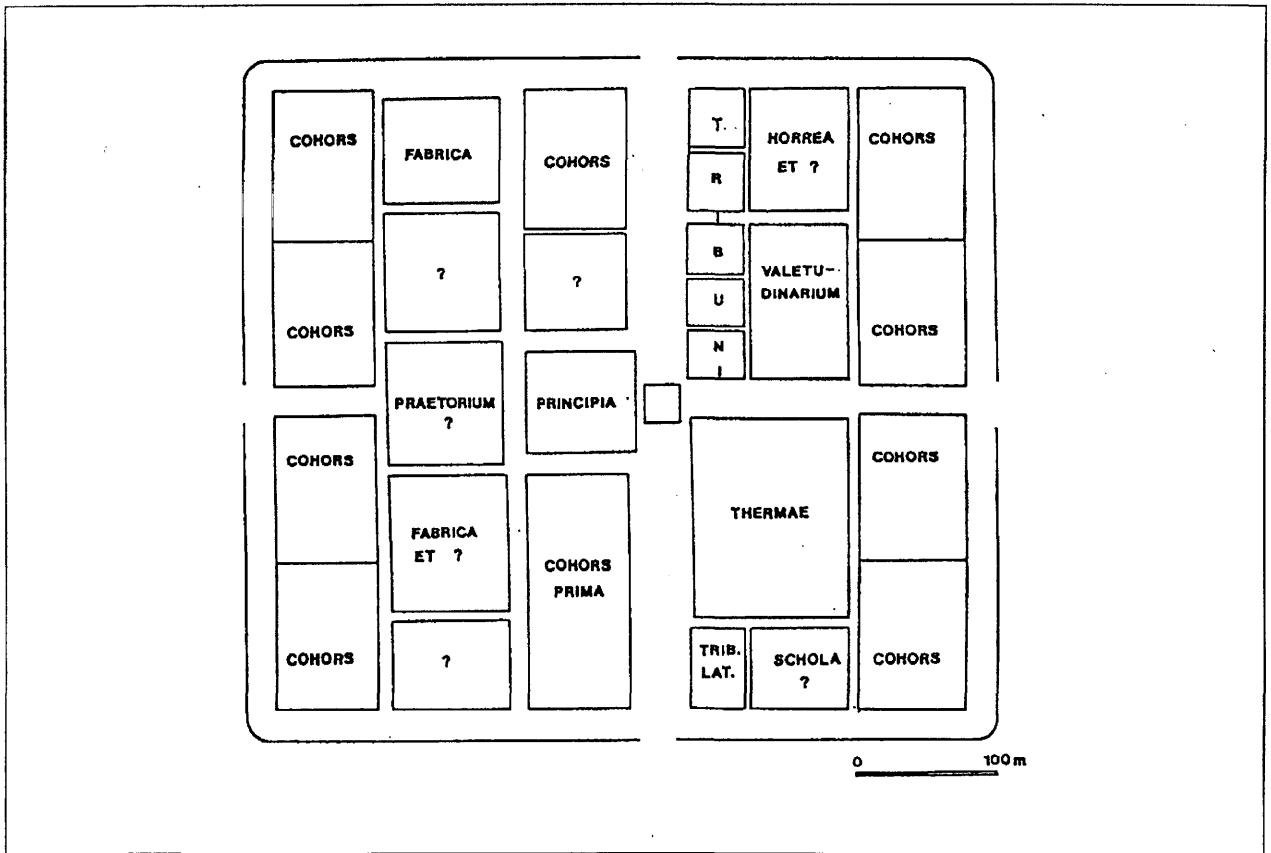 COHORS
FABRICA
COHORS
T.
R
I
B
U
N
I
HORREA
ET ?
COHORS
?
?
VALETU-
DINARIUM
COHORS
COHORS
PRAETORIUM
?
PRINCIPIA
COHORS
FABRICA
ET ?
COHORS
PRIMA
THERMAE
COHORS
COHORS
?
TRIB.
LAT.
SCHOLA
?
COHORS
0 100 m